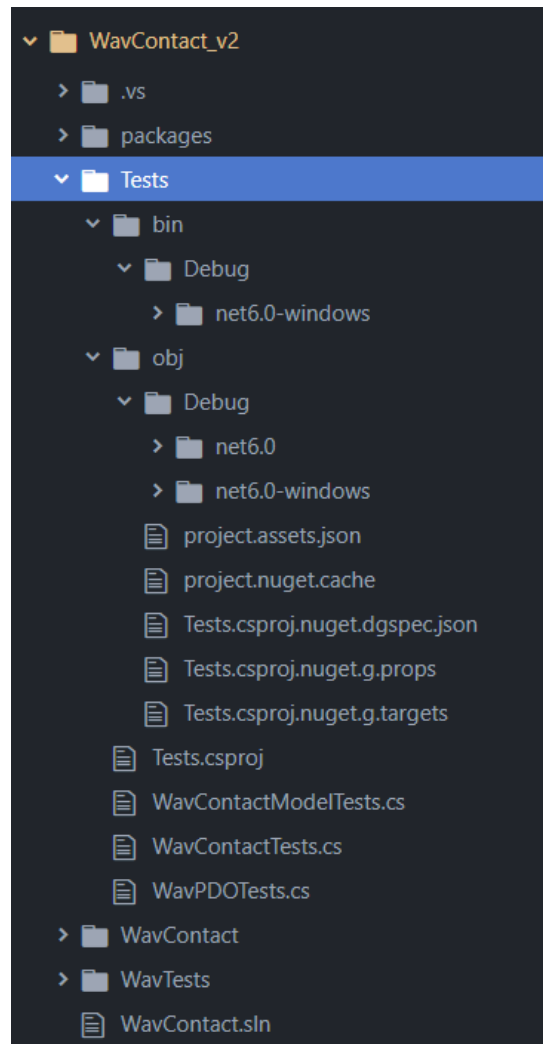 WavContact_v2
.vs
packages
Tests
bin
Debug
net6.0-windows
obj
Debug
net6.0
net6.0-windows
project.assets.json
project.nuget.cache
Tests.csproj.nuget.dgspec.json
Tests.csproj.nuget.g.props
Tests.csproj.nuget.g.targets
Tests.csproj
WavContactModelTests.cs
WavContactTests.cs
WavPDOTests.cs
WavContact
WavTests
WavContact.sln